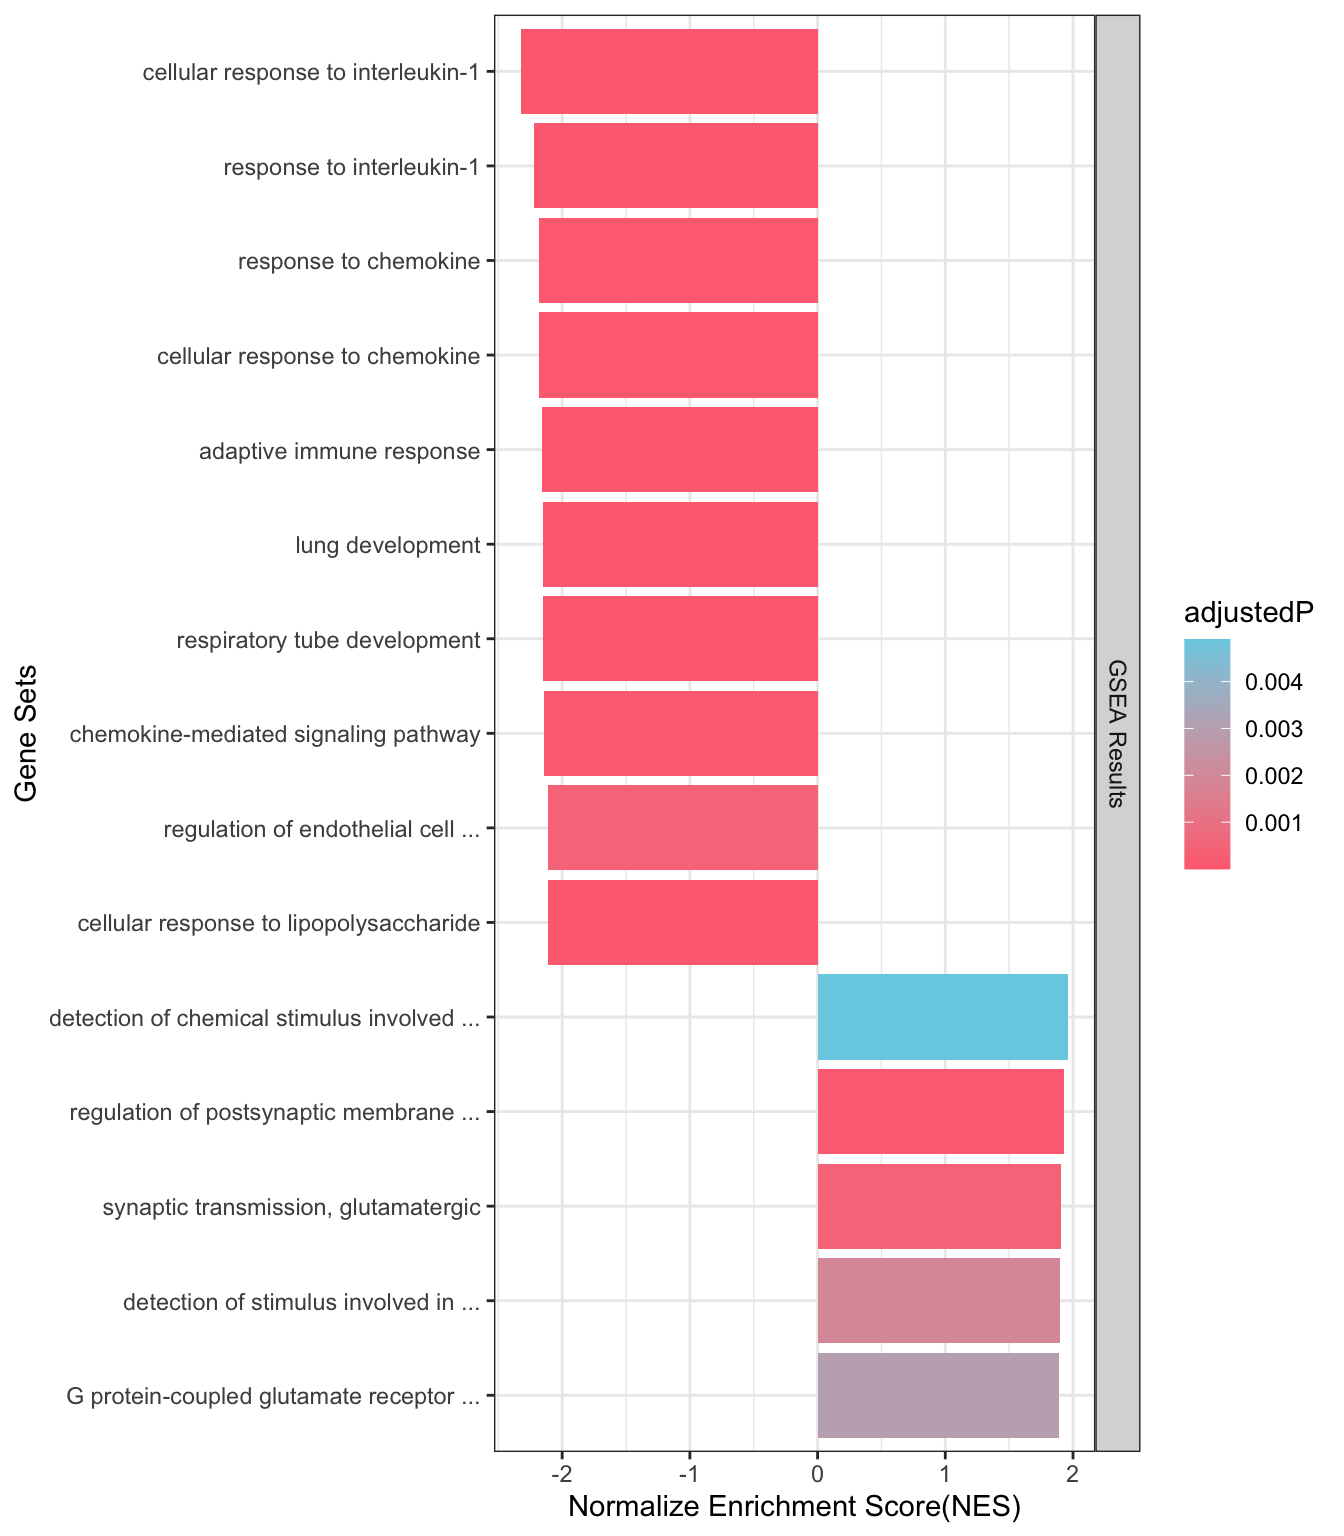 Gene Sets
cellular response to interleukin-1
response to interleukin-1
response to chemokine
cellular response to chemokine
adaptive immune response
lung development
respiratory tube development
chemokine-mediated signaling pathway
regulation of endothelial cell ...
cellular response to lipopolysaccharide
detection of chemical stimulus involved ...
regulation of postsynaptic membrane ...
synaptic transmission, glutamatergic
detection of stimulus involved in ...
G protein-coupled glutamate receptor ...
-2 -1 0 1 2
Normalize Enrichment Score(NES)
GSEA Results
adjustedP
0.004
0.003
0.002
0.001